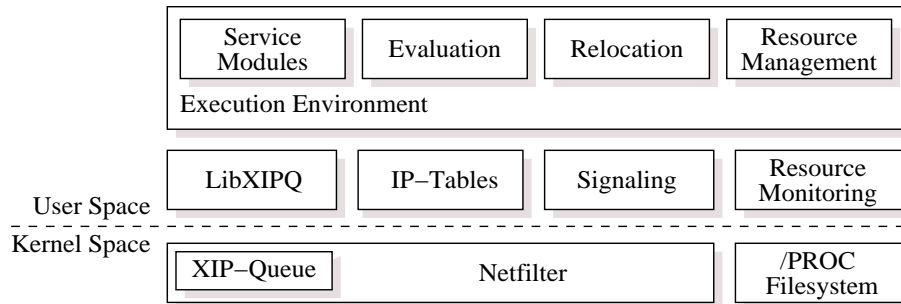 Service
Modules
Evaluation
Relocation
Resource
Management
Execution Environment
LibXIPQ
IP−Tables
Signaling
Resource
Monitoring
User Space
Kernel Space
XIP−Queue
Netfilter
/PROC
Filesystem